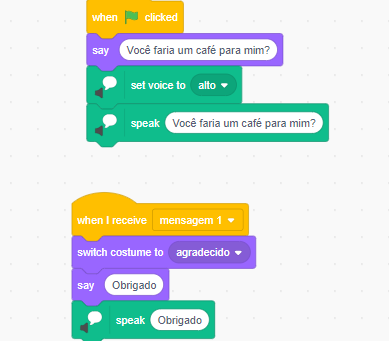 when clicked
say Você faria um café para mim?
set voice to alto
speak Você faria um café para mim?
when I receive mensagem 1
switch costume to agradecido
say Obrigado
speak Obrigado